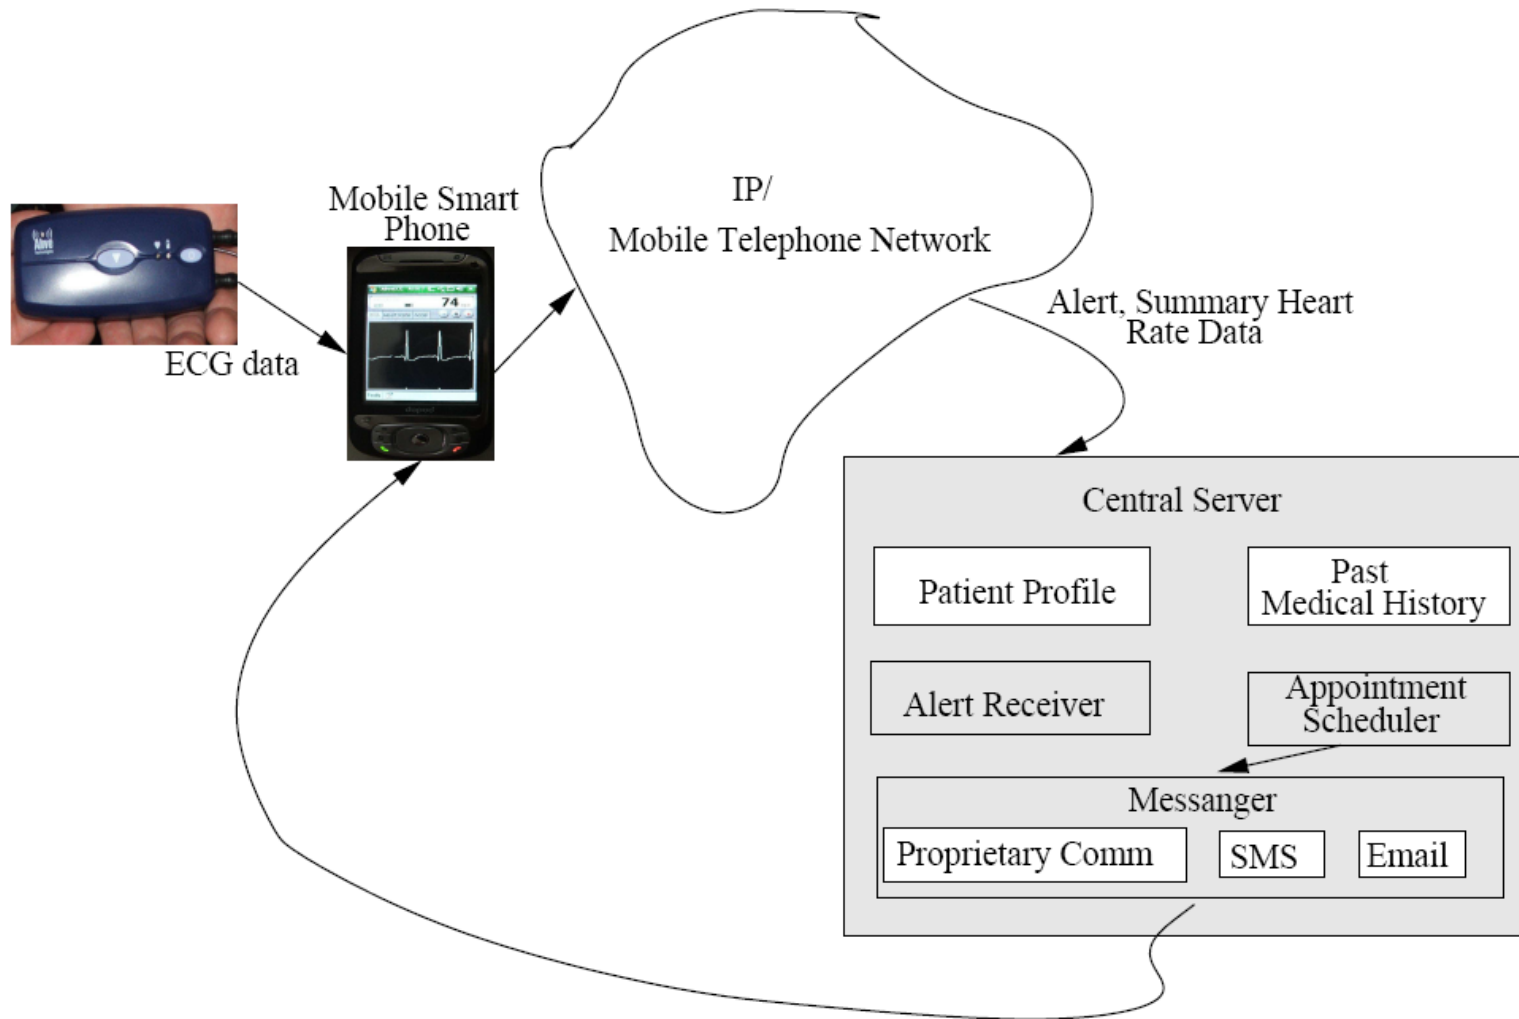 IP/
Mobile Telephone Network
Mobile Smart
Phone
Alive
74
ECG data
Alert, Summary Heart
Rate Data
Central Server
Patient Profile
Past
Medical History
Alert Receiver
Appointment
Scheduler
Messanger
Proprietary Comm
SMS
Email